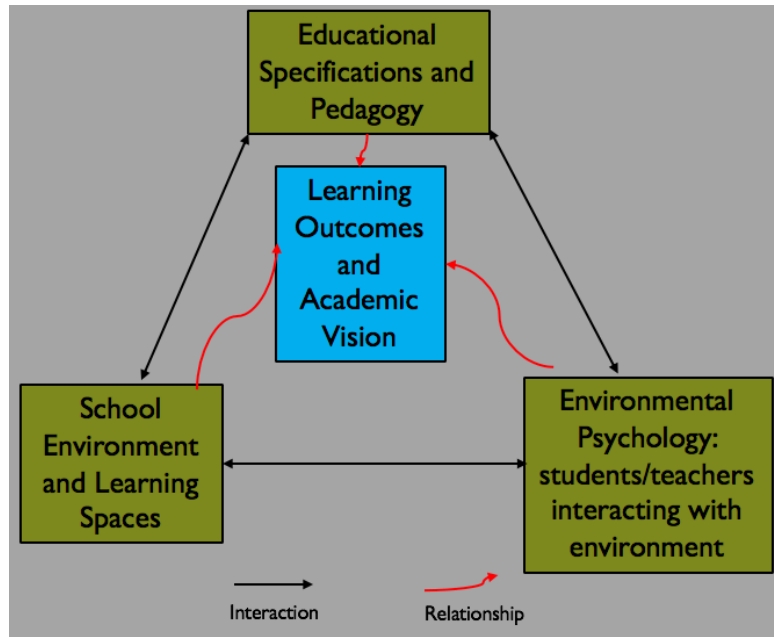 Educational
Specifications and
Pedagogy
Learning
Outcomes
and
Academic
Vision
School
Environment
and Learning
Spaces
Environmental
Psychology:
students/teachers
interacting with
environment
Interaction
Relationship